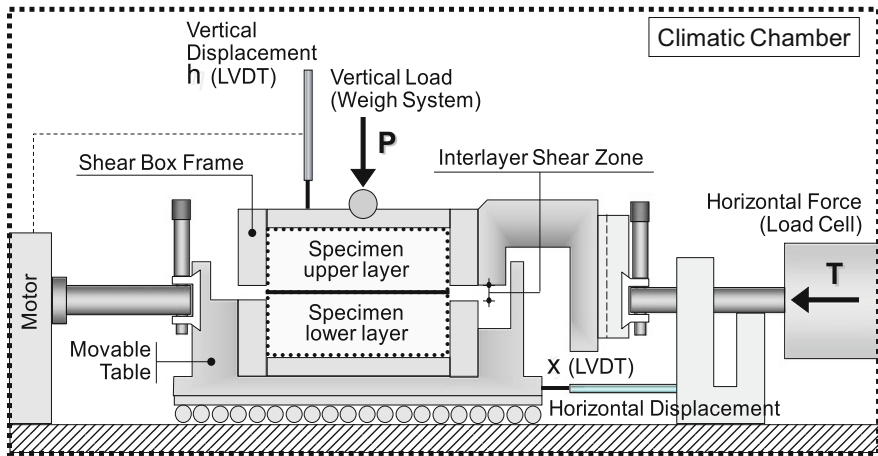 Climatic Chamber
Vertical
Displacement
h (LVDT)
Vertical Load
(Weigh System)
P
Shear Box Frame
Interlayer Shear Zone
Horizontal Force
(Load Cell)
T
Specimen
upper layer
Specimen
lower layer
Motor
Movable
Table
x (LVDT)
Horizontal Displacement